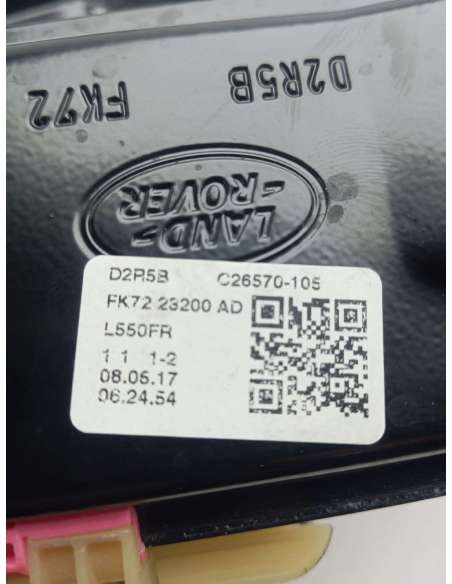 FK72 D2R5B
LAND-
-ROVER
D2R5B C26570-105
FK72 23200 AD
L550FR
1 1 1-2
08.05.17
06.24.54